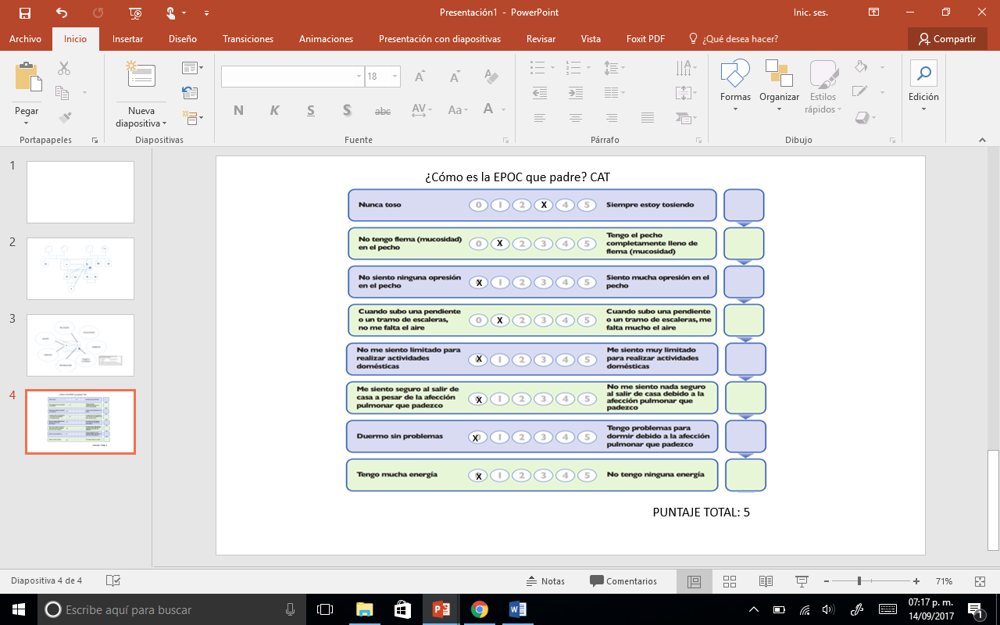 Presentación1 - PowerPoint
Inic. ses.
Archivo Inicio Insertar Diseño Transiciones Animaciones Presentación con diapositivas Revisar Vista Foxit PDF ¿Qué desea hacer? Compartir
Pegar
Nueva diapositiva
18
N K S S abc AV Aa A
Formas Organizar Estilos rápidos
Edición
Portapapeles Diapositivas Fuente Párrafo Dibujo
1
2
3
4
¿Cómo es la EPOC que padre? CAT
Nunca toso 0 1 2 X 4 5 Siempre estoy tosiendo
No tengo flema (mucosidad)
en el pecho
0 X 2 3 4 5
Tengo el pecho
completamente lleno de
flema (mucosidad)
No siento ninguna opresión
en el pecho
X 1 2 3 4 5
Siento mucha opresión en el
pecho
Cuando subo una pendiente
o un tramo de escaleras,
no me falta el aire
0 X 2 3 4 5
Cuando subo una pendiente
o un tramo de escaleras, me
falta mucho el aire
No me siento limitado para
realizar actividades
domésticas
X 1 2 3 4 5
Me siento muy limitado
para realizar actividades
domésticas
Me siento seguro al salir de
casa a pesar de la afección
pulmonar que padezco
X 1 2 3 4 5
No me siento nada seguro
al salir de casa debido a la
afección pulmonar que
padezco
Duermo sin problemas
X 1 2 3 4 5
Tengo problemas para
dormir debido a la afección
pulmonar que padezco
Tengo mucha energía X 1 2 3 4 5 No tengo ninguna energía
PUNTAJE TOTAL: 5
Diapositiva 4 de 4
Notas Comentarios 71%
Escribe aquí para buscar
07:17 p. m.
14/09/2017
1